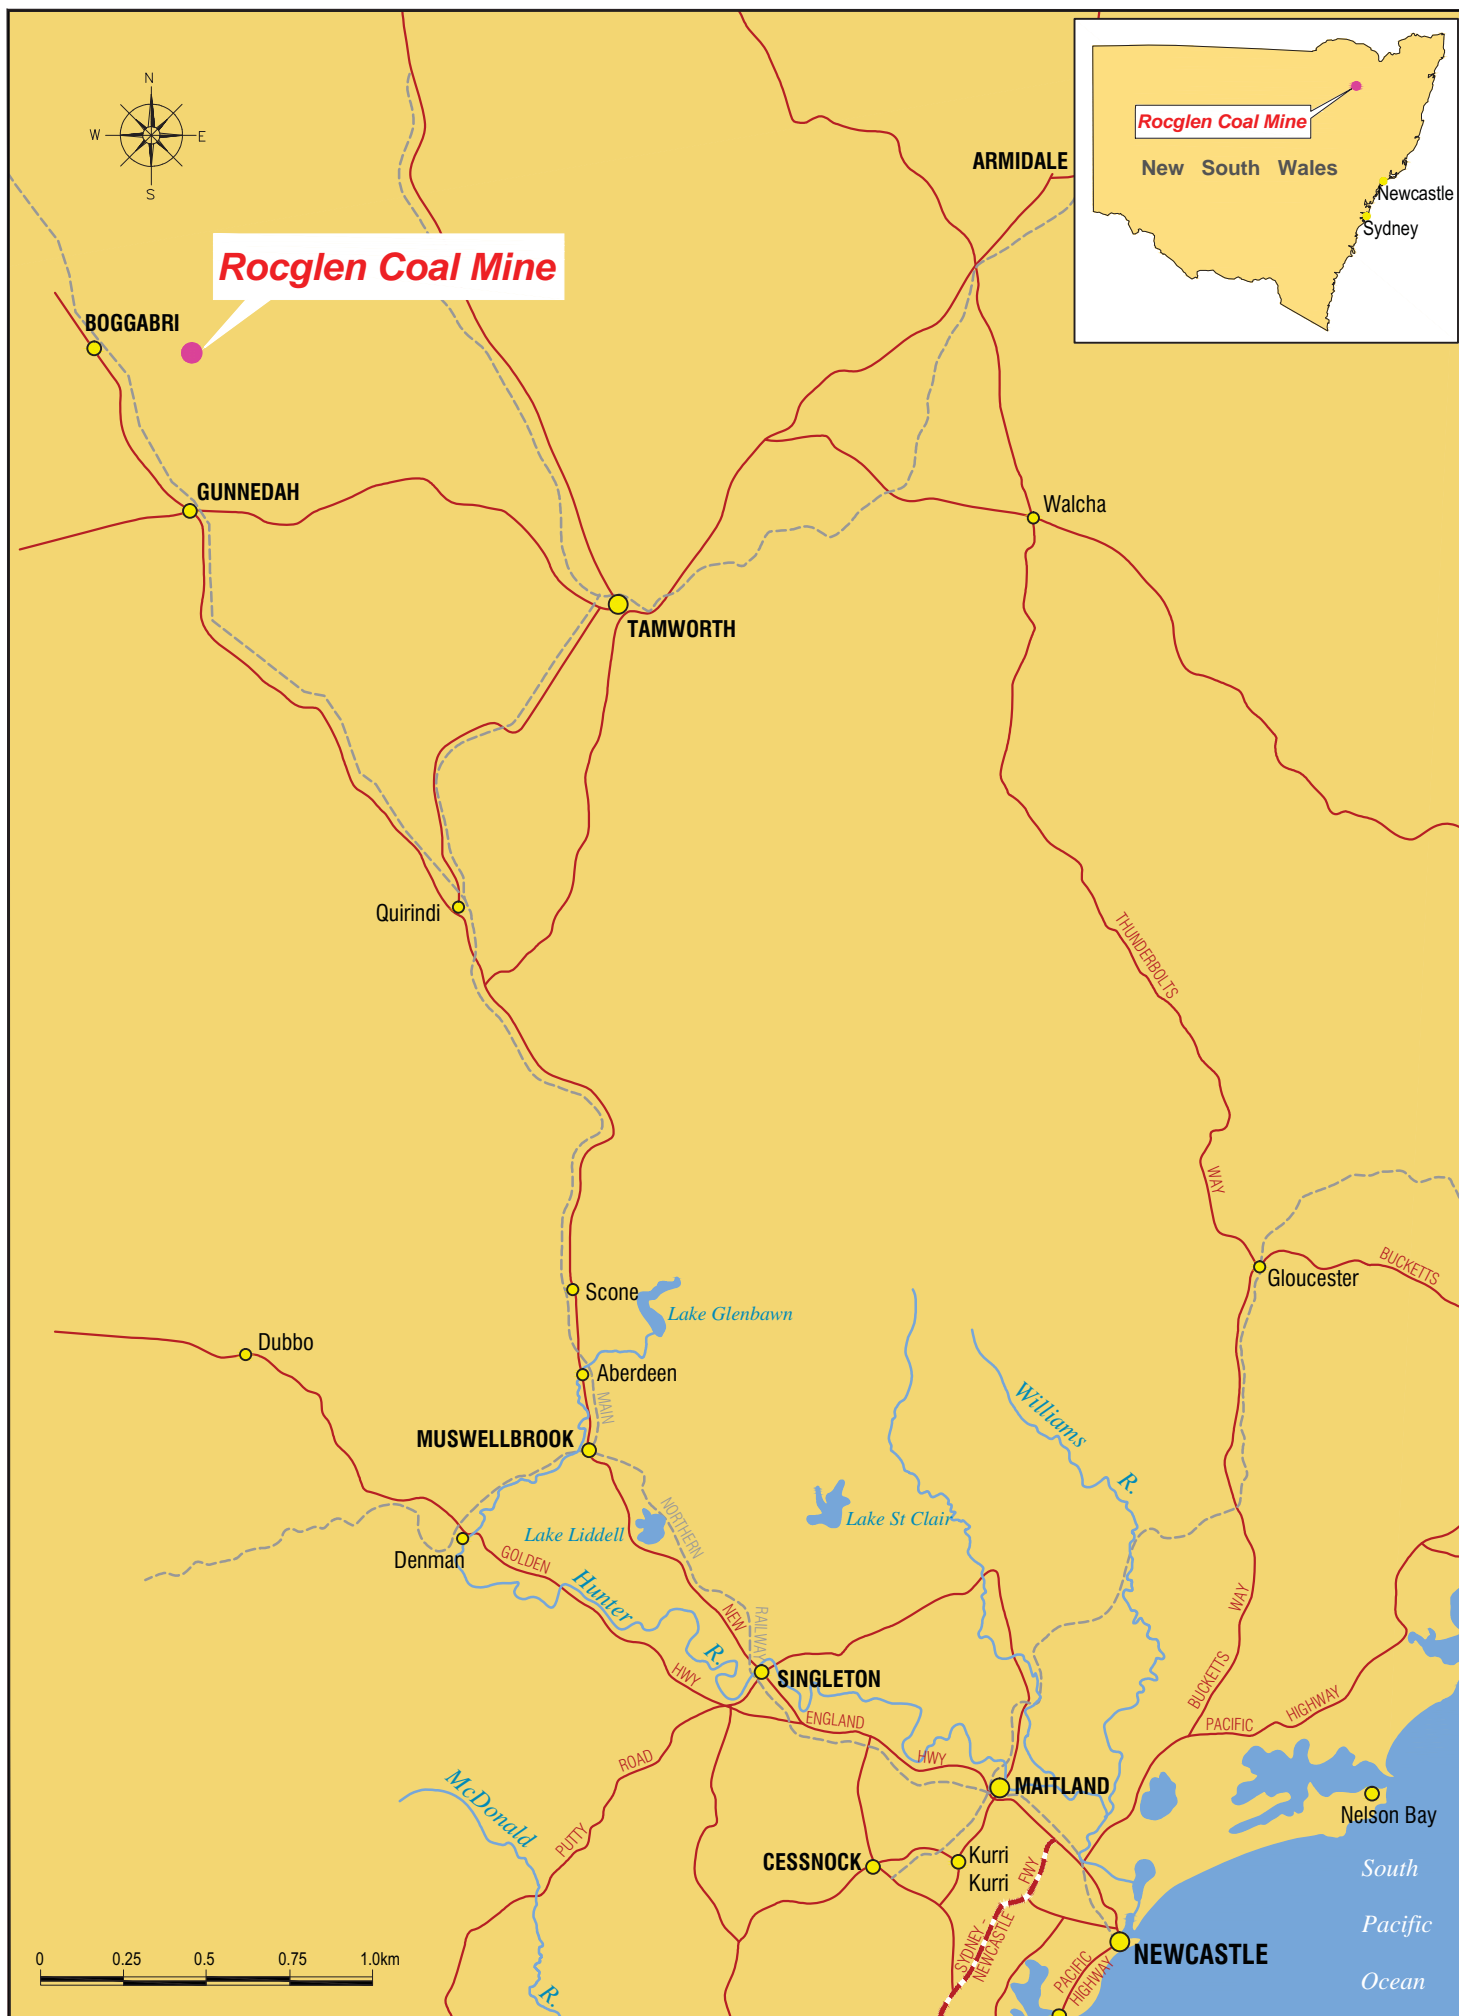 N
W
E
S
Rocglen Coal Mine
BOGGABRI
GUNNEDAH
TAMWORTH
ARMIDALE
Walcha
Rocglen Coal Mine
New South Wales
Newcastle
Sydney
Quirindi
THUNDERBOLTS
WAY
Gloucester
BUCKETTS
Scone
Lake Glenbawn
Dubbo
Aberdeen
MAIN
MUSWELLBROOK
Williams
R.
NORTHERN
Lake Liddell
Lake St Clair
Denman
GOLDEN
Hunter
R.
NEW
RAILWAY
HWY
SINGLETON
ENGLAND
HWY
WAY
BUCKETTS
PACIFIC
HIGHWAY
ROAD
PUTTY
McDonald
R.
MAITLAND
Nelson Bay
CESSNOCK
Kurri
Kurri
FWY
SYDNEY -
NEWCASTLE
PACIFIC
HIGHWAY
NEWCASTLE
South
Pacific
Ocean
0 0.25 0.5 0.75 1.0km